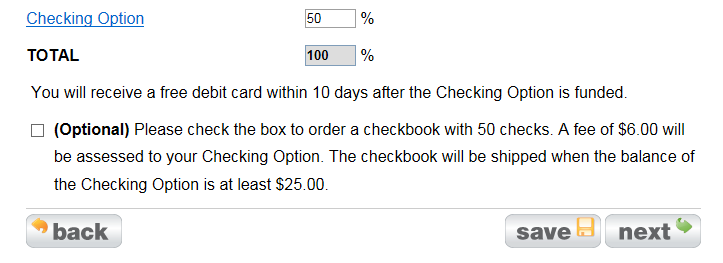 Checking Option 50 %
TOTAL 100 %
You will receive a free debit card within 10 days after the Checking Option is funded.
(Optional) Please check the box to order a checkbook with 50 checks. A fee of $6.00 will
be assessed to your Checking Option. The checkbook will be shipped when the balance of
the Checking Option is at least $25.00.
back save next